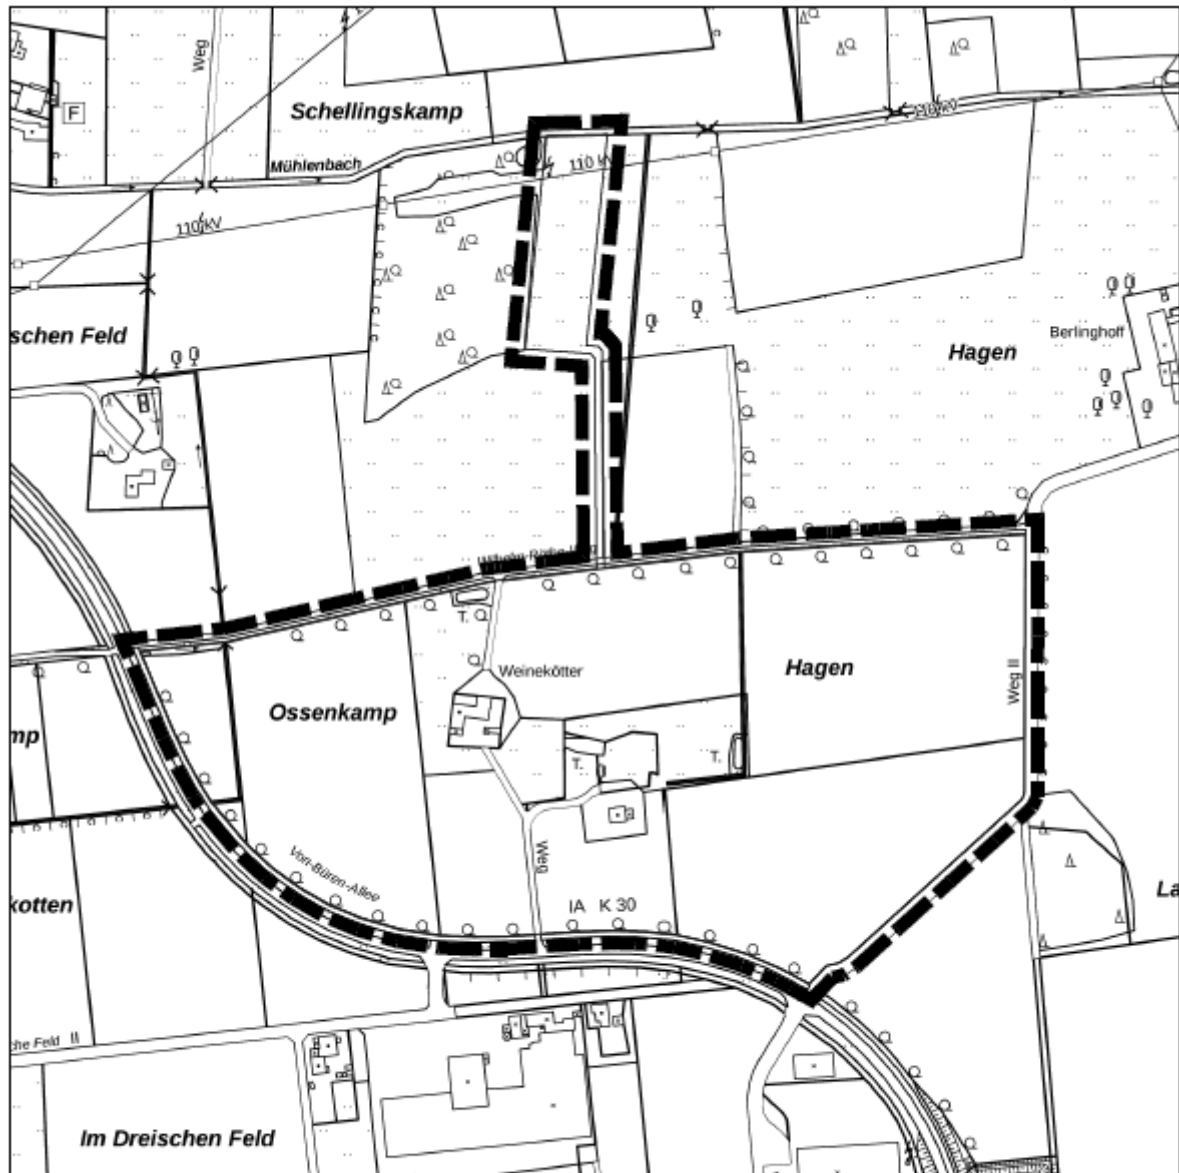 Weg
F
Schellingskamp
110 kV
Mühlenbach
110 kV
110 kV
schen Feld
Berlinghoff
Hagen
T.
Weinekötter
Hagen
Weg II
Ossenkamp
mp
T.
T.
Weg
Von-Büren-Allee
kotten
IA K 30
La
che Feld II
Im Dreischen Feld